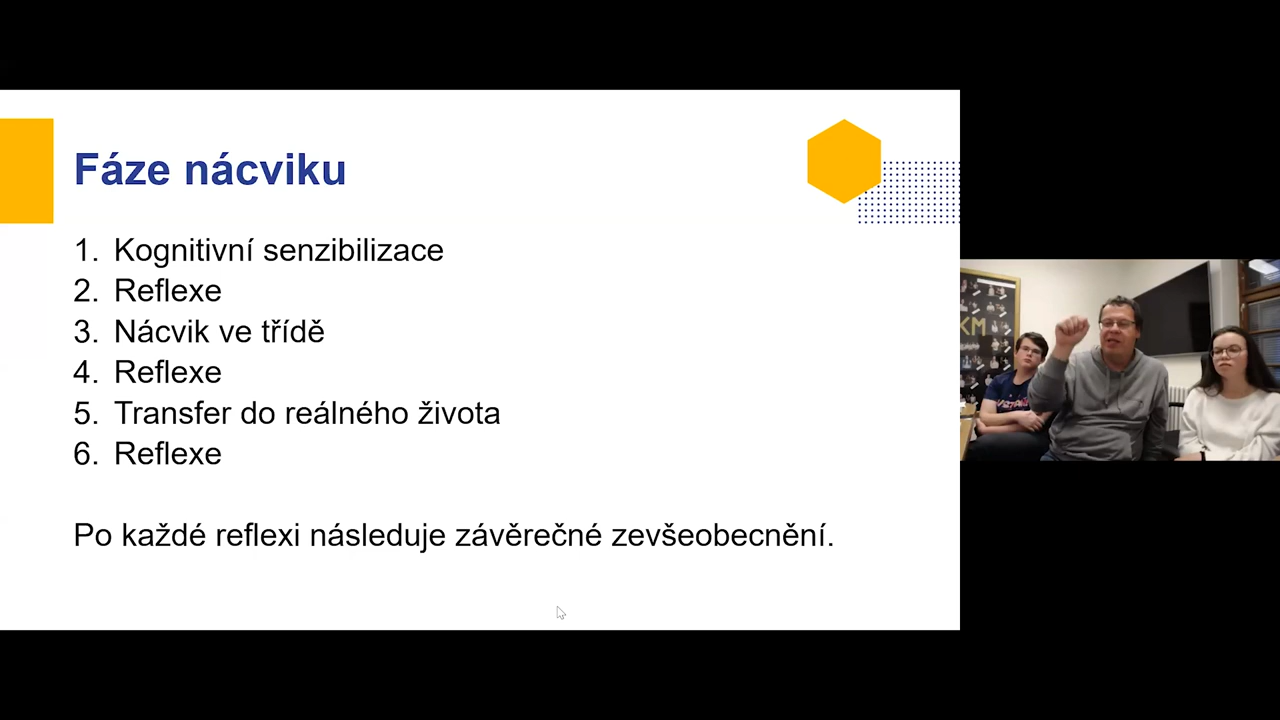 Fáze nácviku
1. Kognitivní senzibilizace
2. Reflexe
3. Nácvik ve třídě
4. Reflexe
5. Transfer do reálného života
6. Reflexe
Po každé reflexi následuje závěrečné zevšeobecnění.
KM